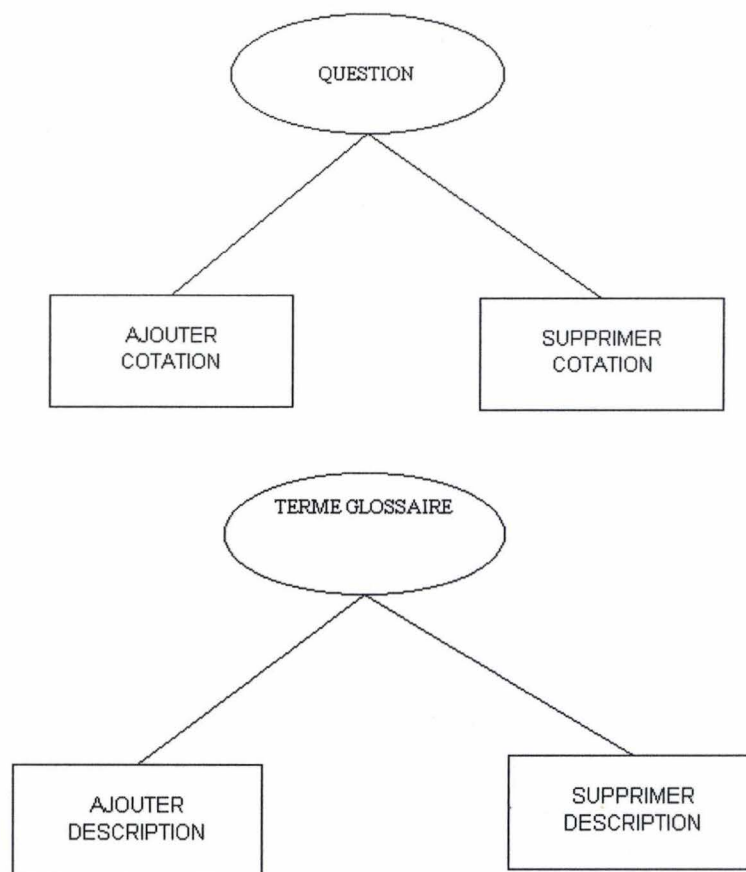 QUESTION
AJOUTER
COTATION
SUPPRIMER
COTATION
TERME GLOSSAIRE
AJOUTER
DESCRIPTION
SUPPRIMER
DESCRIPTION